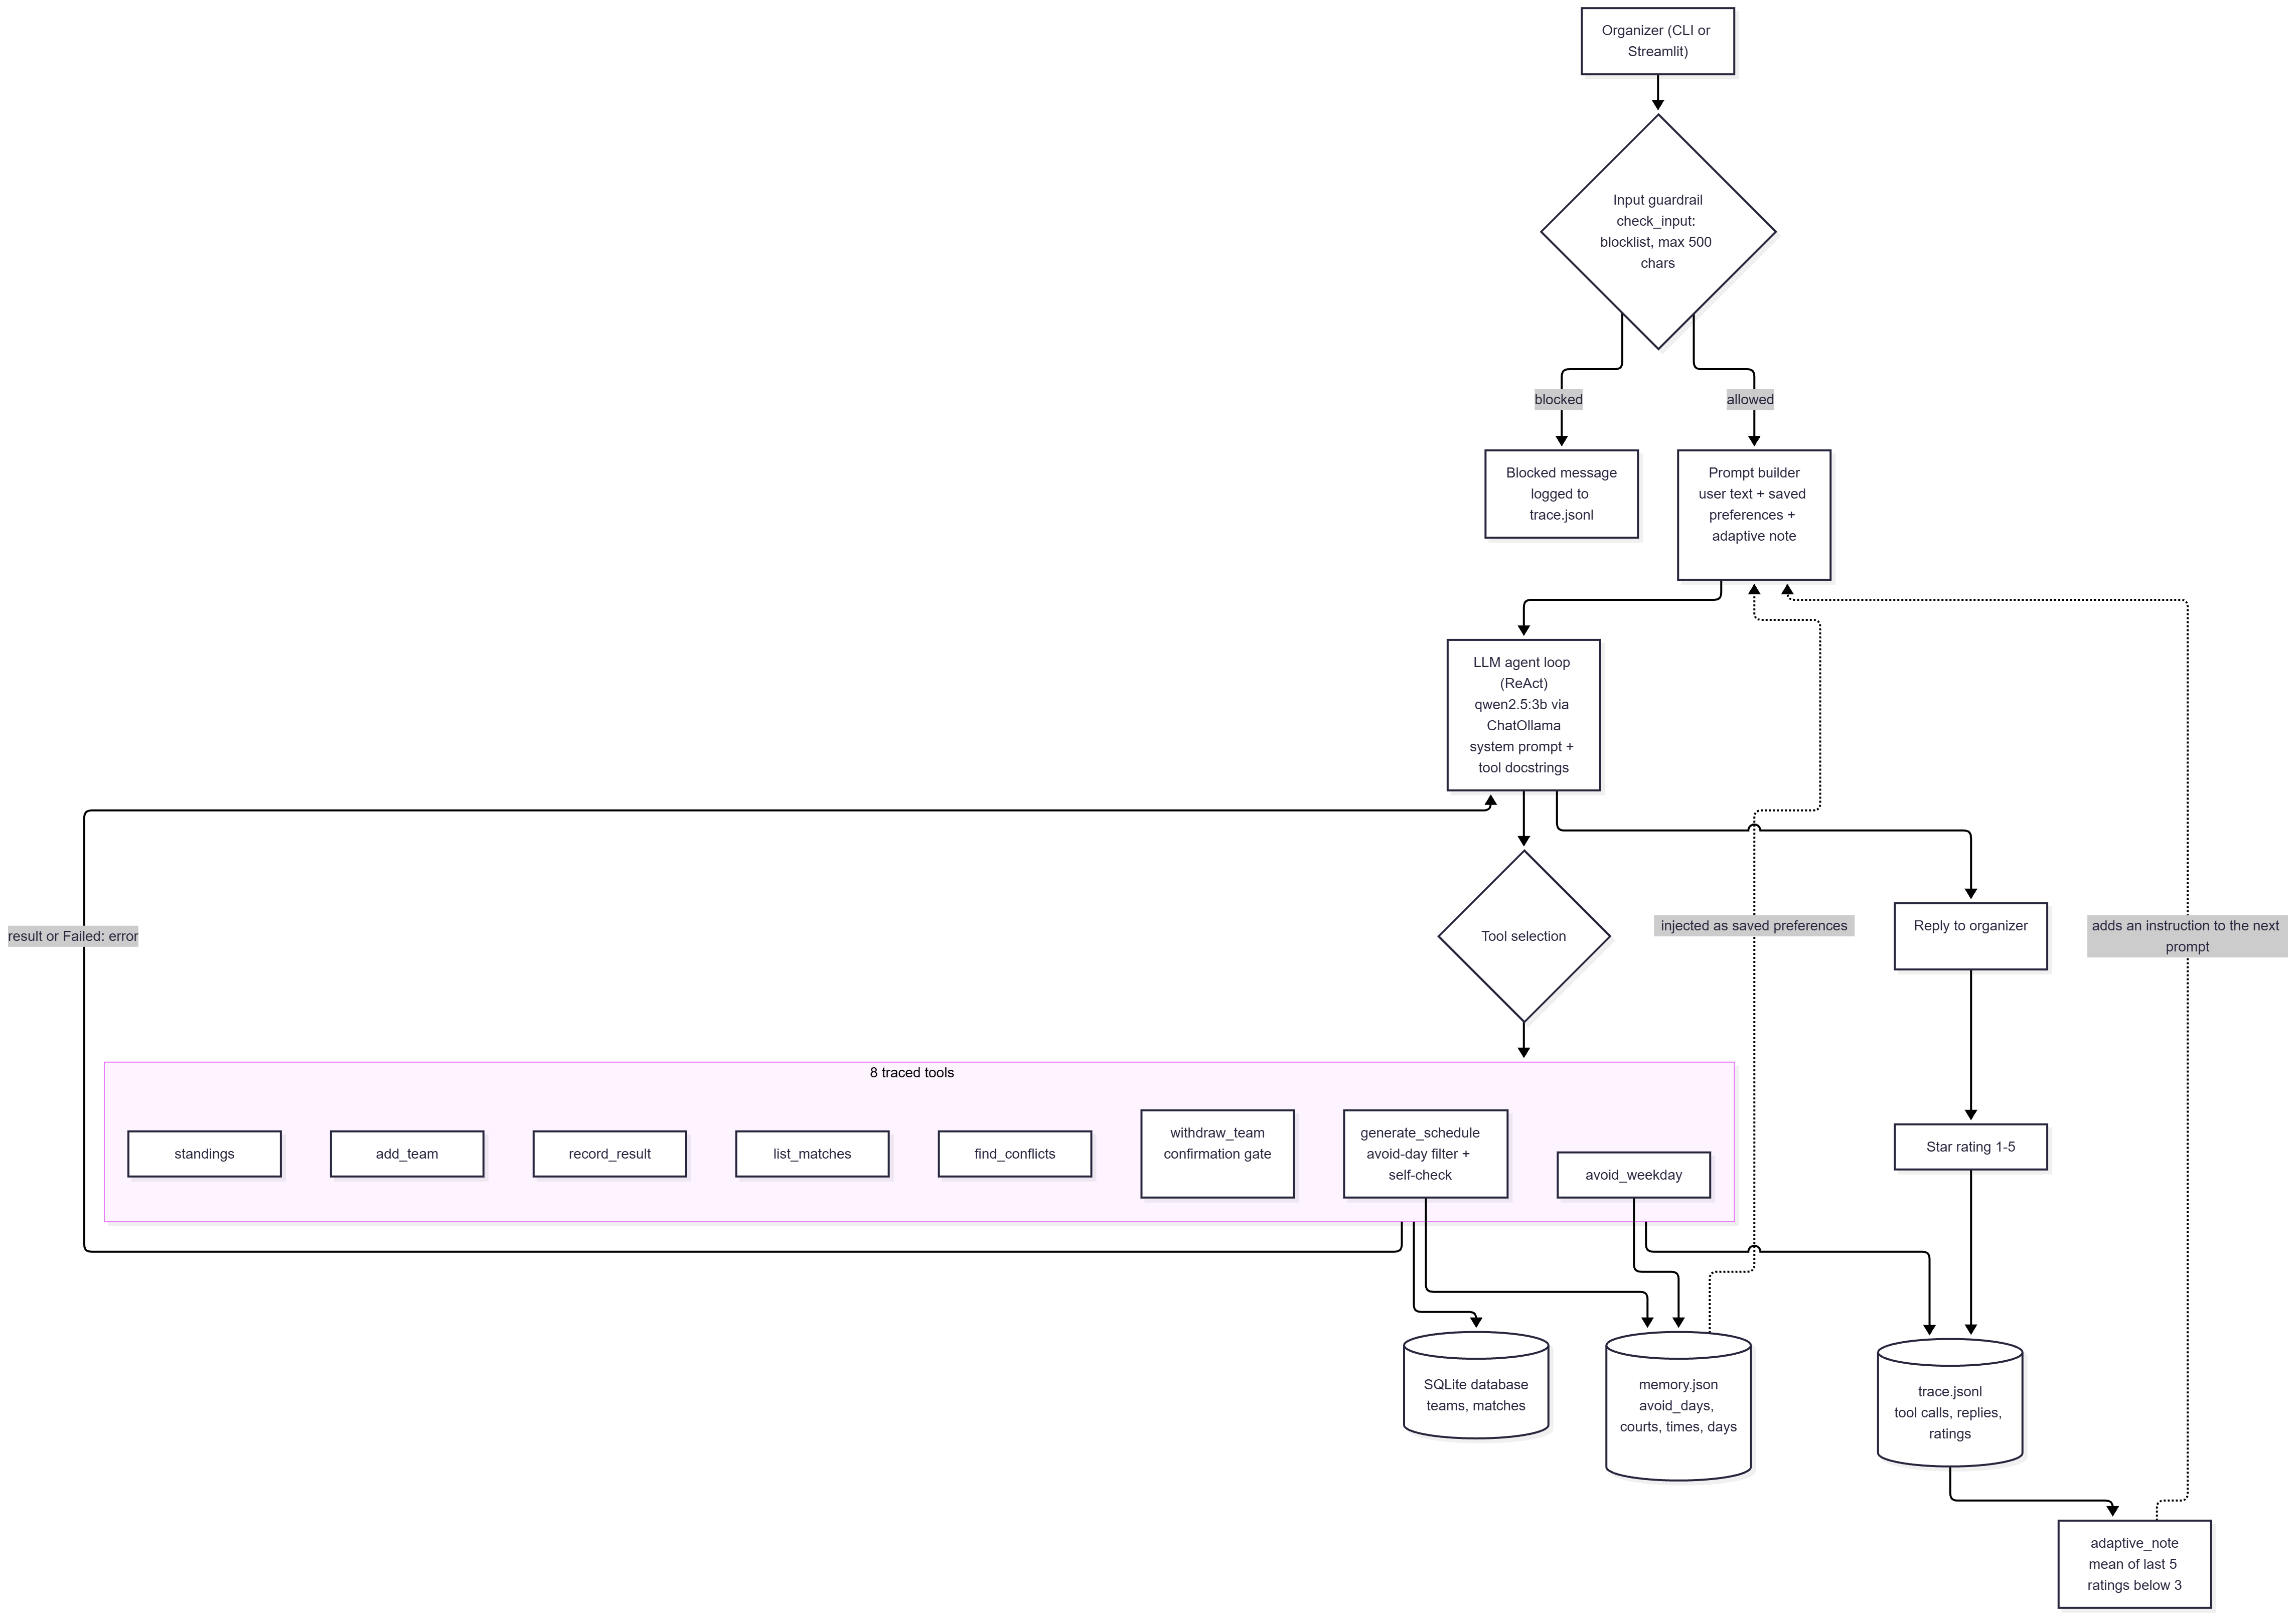 Organizer (CLI or
Streamlit)
Input guardrail
check_input:
blocklist, max 500
chars
blocked
allowed
Blocked message
logged to
trace.jsonl
Prompt builder
user text + saved
preferences +
adaptive note
LLM agent loop
(ReAct)
qwen2.5:3b via
ChatOllama
system prompt +
tool docstrings
result or Failed: error
Tool selection
injected as saved preferences
Reply to organizer
adds an instruction to the next
prompt
8 traced tools
standings
add_team
record_result
list_matches
find_conflicts
withdraw_team
confirmation gate
generate_schedule
avoid-day filter +
self-check
avoid_weekday
Star rating 1-5
SQLite database
teams, matches
memory.json
avoid_days,
courts, times, days
trace.jsonl
tool calls, replies,
ratings
adaptive_note
mean of last 5
ratings below 3